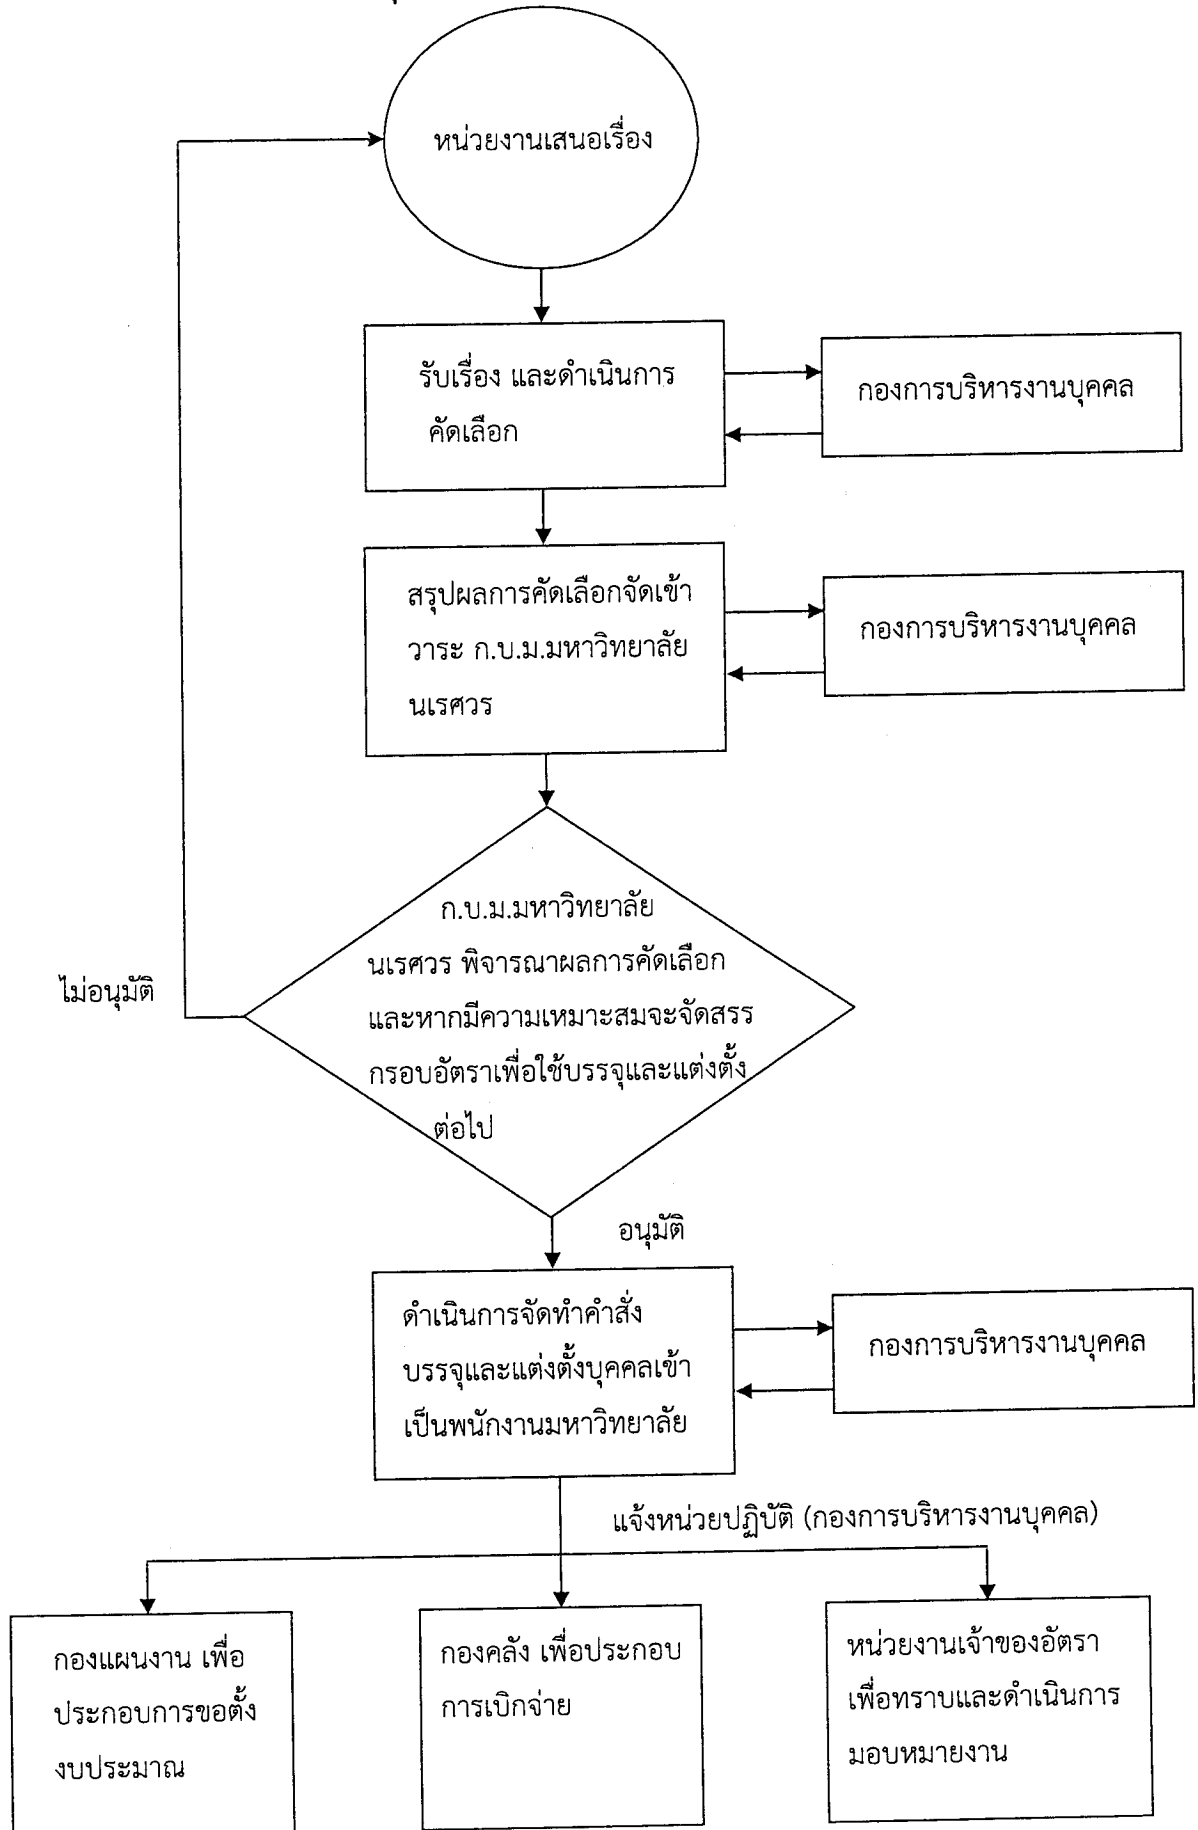 หน่วยงานเสนอเรื่อง
รับเรื่อง และดำเนินการ
คัดเลือก
กองการบริหารงานบุคคล
สรุปผลการคัดเลือกจัดเข้า
วาระ ก.บ.ม.มหาวิทยาลัย
นเรศวร
กองการบริหารงานบุคคล
ก.บ.ม.มหาวิทยาลัย
นเรศวร พิจารณาผลการคัดเลือก
และหากมีความเหมาะสมจะจัดสรร
กรอบอัตราเพื่อใช้บรรจุและแต่งตั้ง
ต่อไป
ไม่อนุมัติ
อนุมัติ
ดำเนินการจัดทำคำสั่ง
บรรจุและแต่งตั้งบุคคลเข้า
เป็นพนักงานมหาวิทยาลัย
กองการบริหารงานบุคคล
แจ้งหน่วยปฏิบัติ (กองการบริหารงานบุคคล)
กองแผนงาน เพื่อ
ประกอบการขอตั้ง
งบประมาณ
กองคลัง เพื่อประกอบ
การเบิกจ่าย
หน่วยงานเจ้าของอัตรา
เพื่อทราบและดำเนินการ
มอบหมายงาน